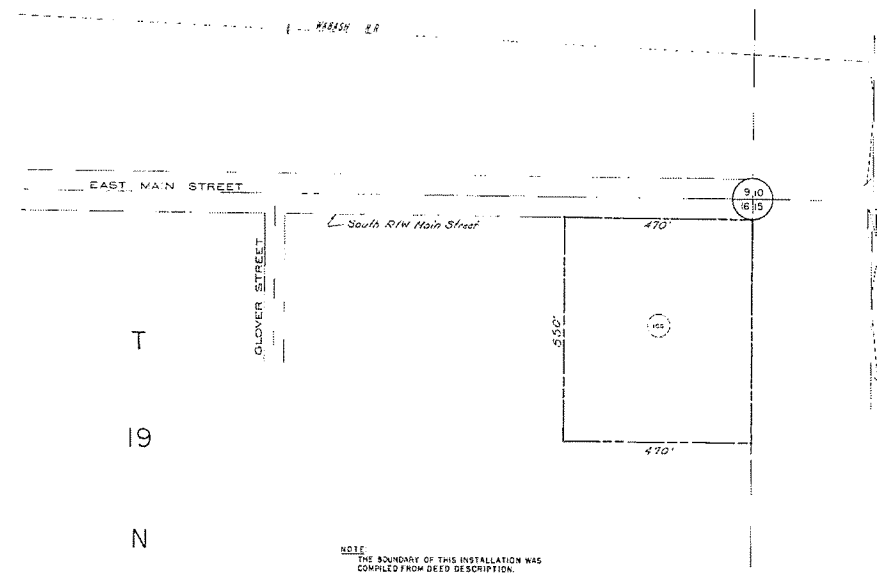 WABASH R R
EAST MAIN STREET
9 10
16 15
South R/W Main Street
470'
GLOVER STREET
550'
T
19
N
470'
NOTE:
THE BOUNDARY OF THIS INSTALLATION WAS
COMPILED FROM DEED DESCRIPTION.